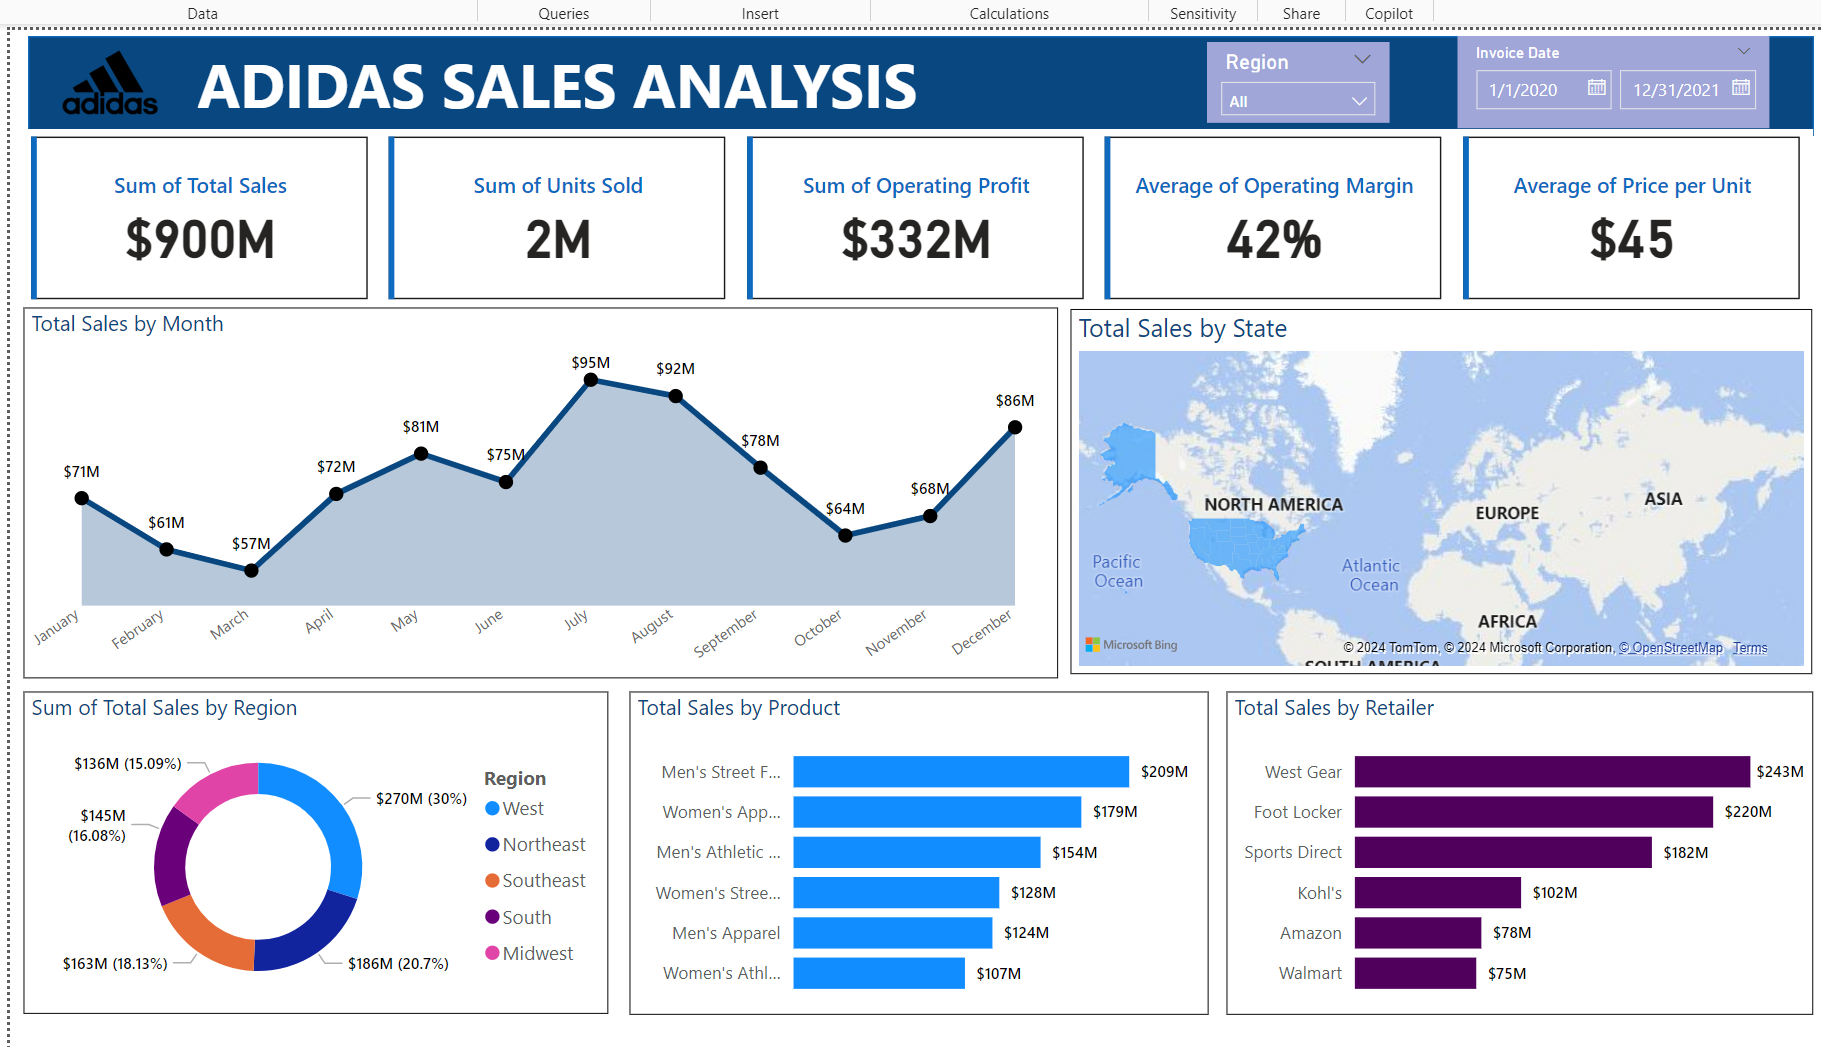 Data
Queries
Insert
Calculations
Sensitivity
Share
Copilot
adidas
ADIDAS SALES ANALYSIS
Region
All
Invoice Date
1/1/2020
12/31/2021
Sum of Total Sales
$900M
Sum of Units Sold
2M
Sum of Operating Profit
$332M
Average of Operating Margin
42%
Average of Price per Unit
$45
Total Sales by Month
$71M
$61M
$57M
$72M
$81M
$75M
$95M
$92M
$78M
$64M
$68M
$86M
January
February
March
April
May
June
July
August
September
October
November
December
Total Sales by State
NORTH AMERICA
EUROPE
ASIA
Pacific
Ocean
Atlantic
Ocean
AFRICA
SOUTH AMERICA
Microsoft Bing
© 2024 TomTom, © 2024 Microsoft Corporation, © OpenStreetMap Terms
Sum of Total Sales by Region
$136M (15.09%)
$145M
(16.08%)
$163M (18.13%)
$270M (30%)
$186M (20.7%)
Region
West
Northeast
Southeast
South
Midwest
Total Sales by Product
Men's Street F... $209M
Women's App... $179M
Men's Athletic ... $154M
Women's Stree... $128M
Men's Apparel $124M
Women's Athl... $107M
Total Sales by Retailer
West Gear $243M
Foot Locker $220M
Sports Direct $182M
Kohl's $102M
Amazon $78M
Walmart $75M